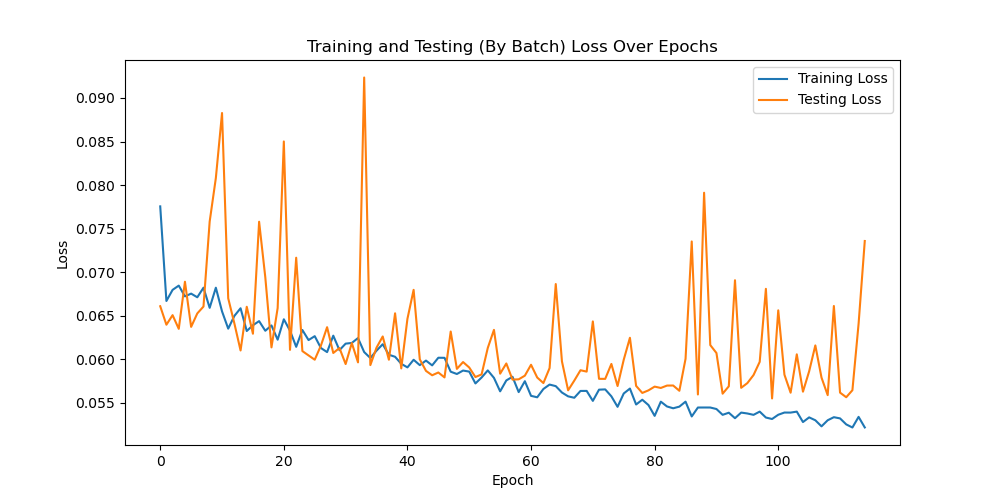 Training and Testing (By Batch) Loss Over Epochs
Training Loss
Testing Loss
0.090
0.085
0.080
0.075
0.070
0.065
0.060
0.055
Loss
0 20 40 60 80 100
Epoch